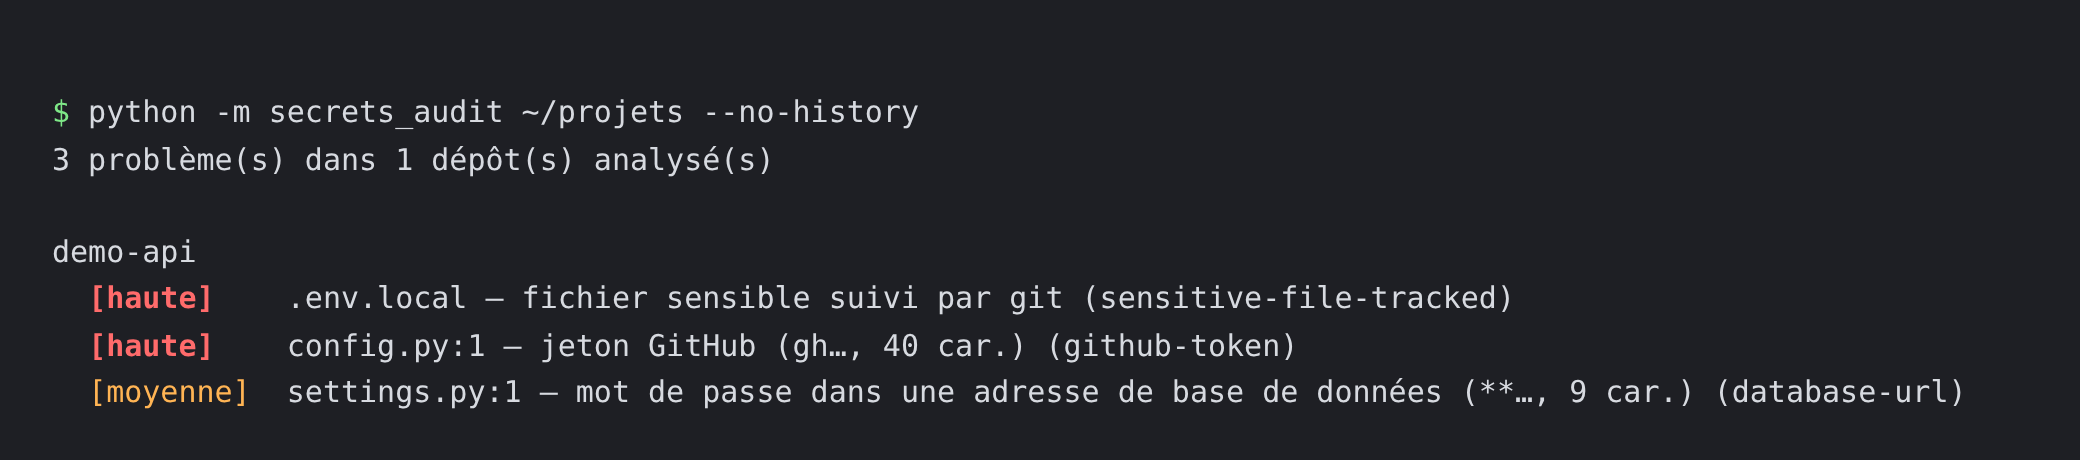 $ python -m secrets_audit ~/projets --no-history
3 problème(s) dans 1 dépôt(s) analysé(s)
demo-api
[haute] .env.local — fichier sensible suivi par git (sensitive-file-tracked)
[haute] config.py:1 — jeton GitHub (gh…, 40 car.) (github-token)
[moyenne] settings.py:1 — mot de passe dans une adresse de base de données (**…, 9 car.) (database-url)